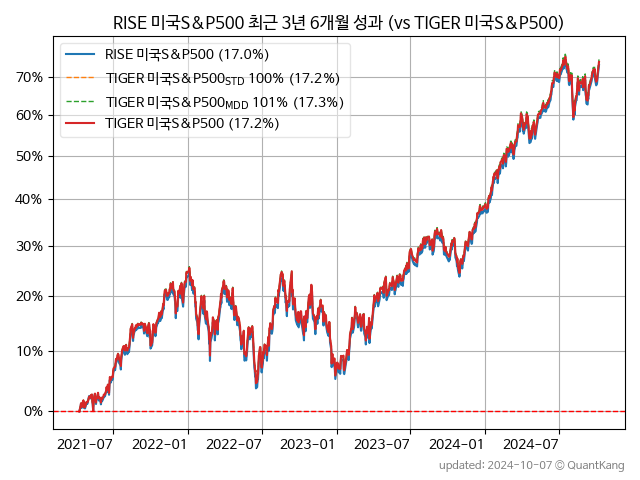 RISE 미국S&P500 최근 3년 6개월 성과 (vs TIGER 미국S&P500)
RISE 미국S&P500 (17.0%)
TIGER 미국S&P500STD 100% (17.2%)
TIGER 미국S&P500MDD 101% (17.3%)
TIGER 미국S&P500 (17.2%)
70%
60%
50%
40%
30%
20%
10%
0%
2021-07 2022-01 2022-07 2023-01 2023-07 2024-01 2024-07
updated: 2024-10-07 © QuantKang